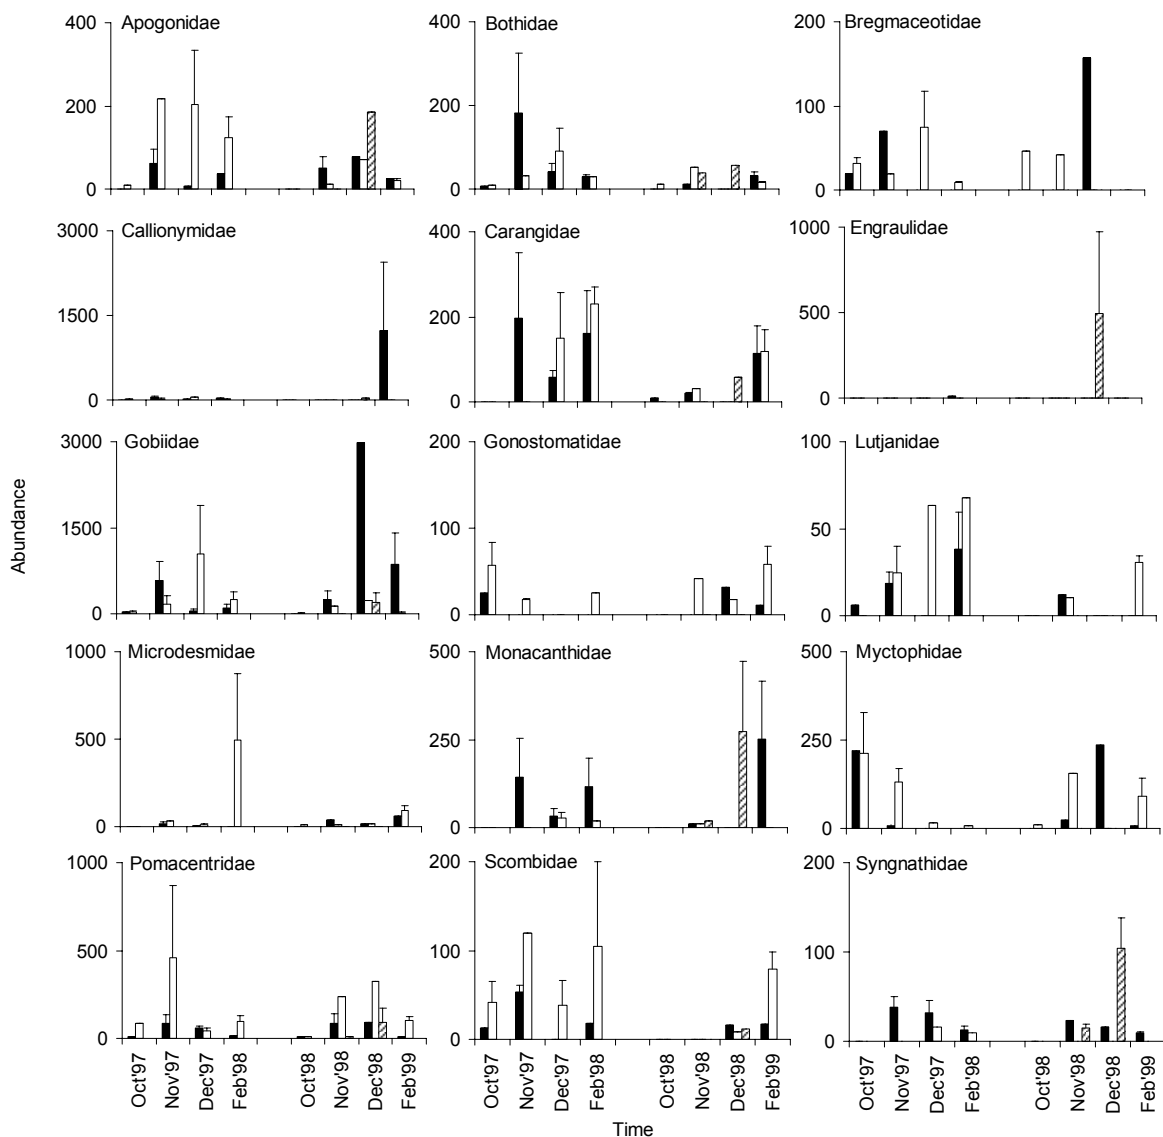 Apogonidae
Bothidae
Bregmaceotidae
400
200
0
400
200
0
200
100
0
Callionymidae
Carangidae
Engraulidae
3000
1500
0
400
200
0
1000
500
0
Gobiidae
Gonostomatidae
Lutjanidae
3000
1500
0
200
100
0
100
50
0
Abundance
Microdesmidae
Monacanthidae
Myctophidae
1000
500
0
500
250
0
500
250
0
Pomacentridae
Scombidae
Syngnathidae
1000
500
0
200
100
0
200
100
0
Oct'97
Nov'97
Dec'97
Feb'98
Oct'98
Nov'98
Dec'98
Feb'99
Oct'97
Nov'97
Dec'97
Feb'98
Oct'98
Nov'98
Dec'98
Feb'99
Oct'97
Nov'97
Dec'97
Feb'98
Oct'98
Nov'98
Dec'98
Feb'99
Time